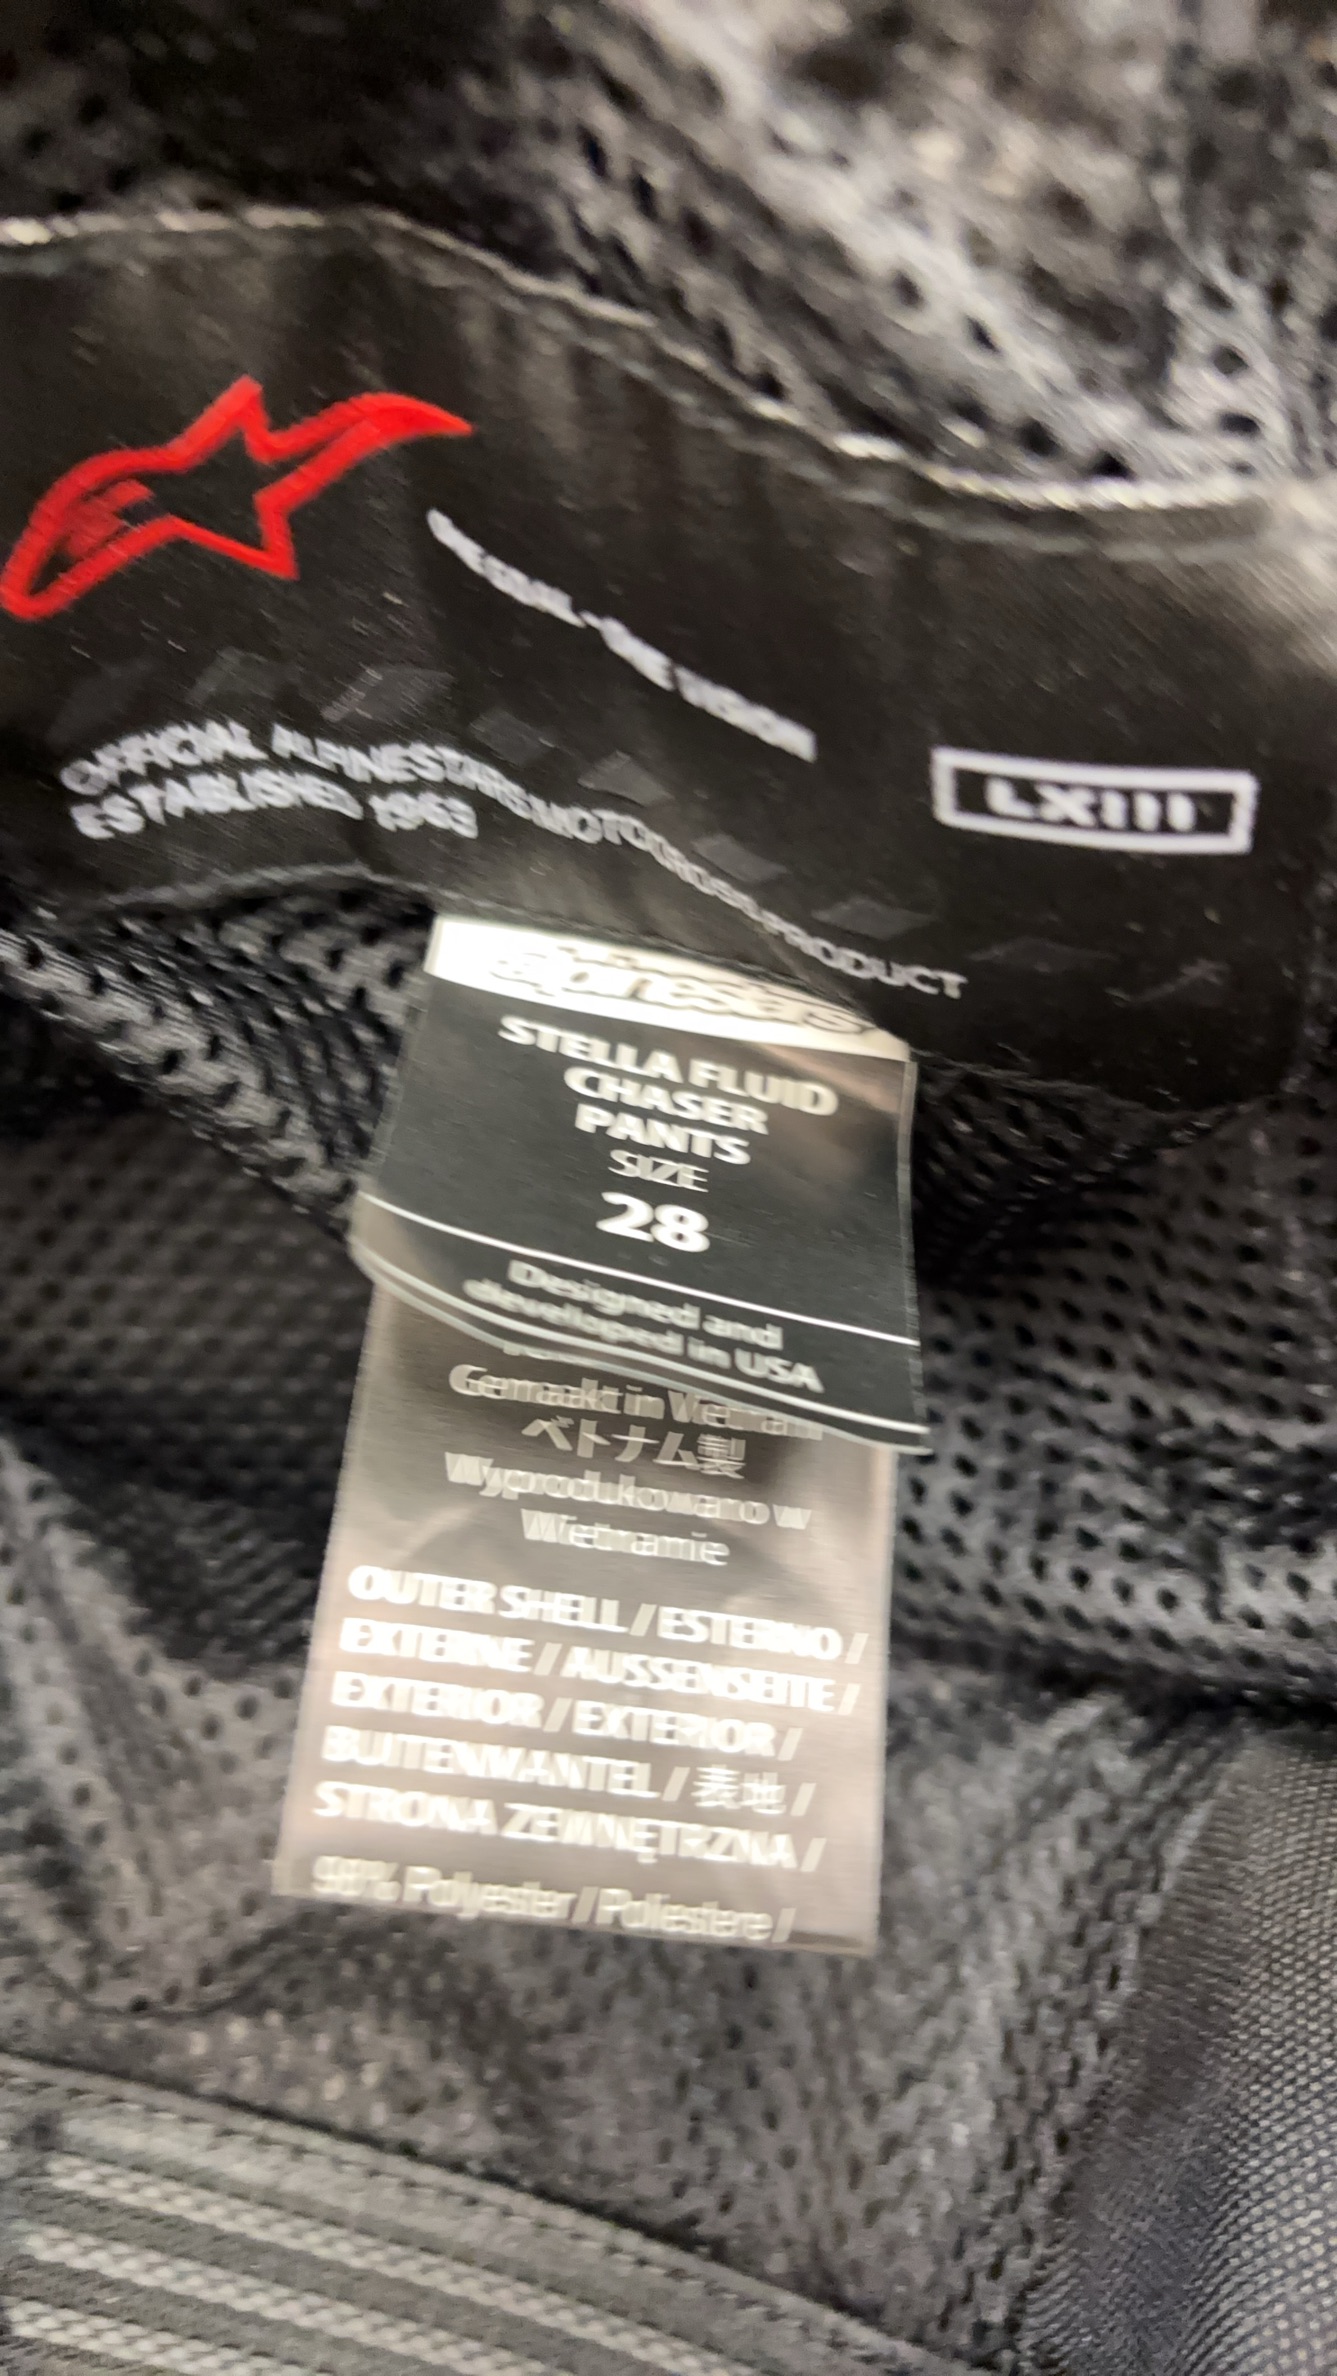 OFFICIAL ALPINESTARS MOTOCROSS PRODUCT
ESTABLISHED 1963
LXIII
alpinestars
STELLA FLUID
CHASER
PANTS
SIZE
28
Designed and
developed in USA
Gemaakt in Vietnam
ベトナム製
Wyprodukowano w
Wietnamie
OUTER SHELL / ESTERNO /
EXTERNE / AUSSENSEITE /
EXTERIOR / EXTERIOR /
BUITENMANTEL / 表地 /
STRONA ZEWNĘTRZNA /
98% Polyester / Poliestere /